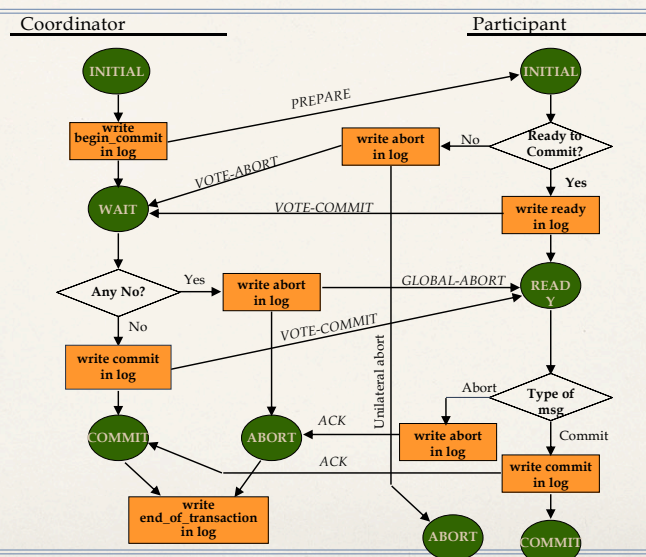 Coordinator
Participant
INITIAL
INITIAL
PREPARE
write
begin_commit
in log
write abort
in log
No
Ready to
Commit?
VOTE-ABORT
Yes
WAIT
VOTE-COMMIT
write ready
in log
Any No?
Yes
write abort
in log
GLOBAL-ABORT
READ
Y
No
VOTE-COMMIT
write commit
in log
Unilateral abort
Abort
Type of
msg
COMMIT
ABORT
ACK
write abort
in log
Commit
ACK
write commit
in log
write
end_of_transaction
in log
ABORT
COMMIT